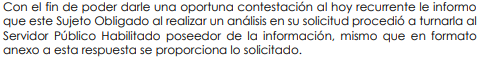 Con el fin de poder darle una oportuna contestación al hoy recurrente le informo
que este Sujeto Obligado al realizar un análisis en su solicitud procedió a turnarla al
Servidor Público Habilitado poseedor de la información, mismo que en formato
anexo a esta respuesta se proporciona lo solicitado.